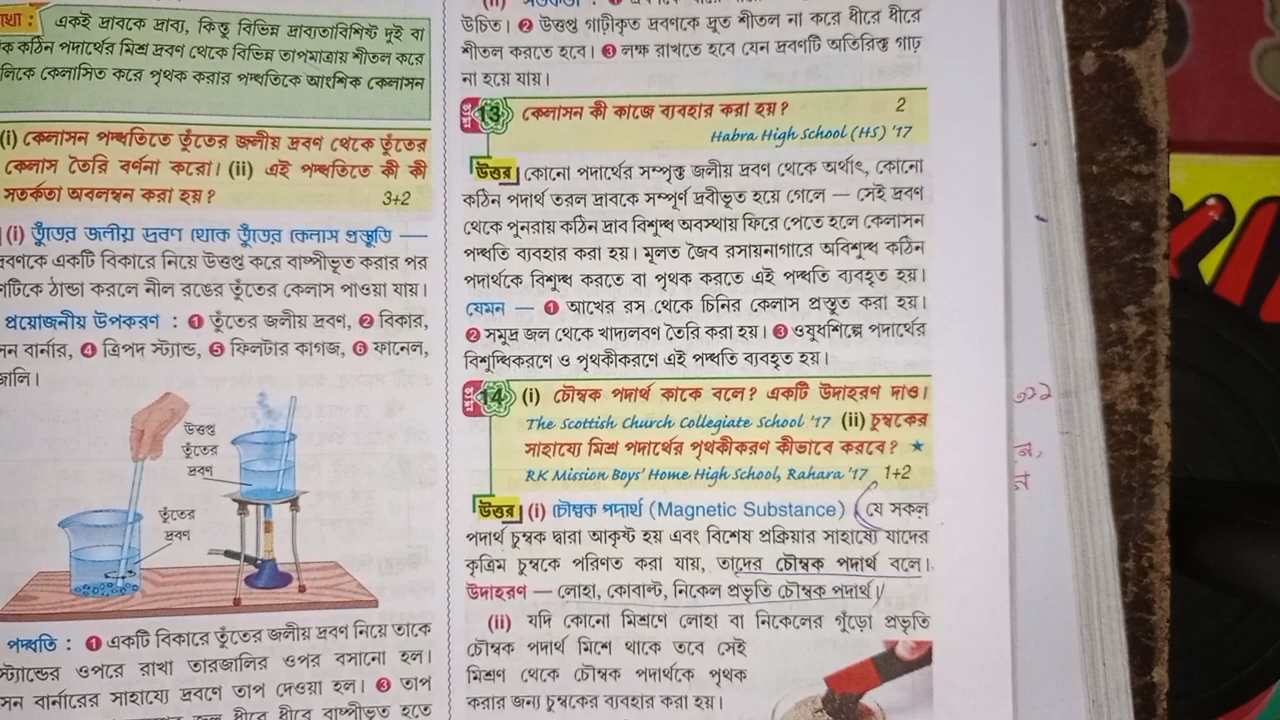 একই দ্রাবকে দ্রাব্য, কিন্তু বিভিন্ন দ্রাব্যতাবিশিষ্ট দুই বা
কঠিন পদার্থের মিশ্র দ্রবণ থেকে বিভিন্ন তাপমাত্রায় শীতল করে
কেলাসিত করে পৃথক করার পদ্ধতিকে আংশিক কেলাসন
(i) কেলাসন পদ্ধতিতে তুঁতের জলীয় দ্রবণ থেকে তুঁতের
কেলাস তৈরি বর্ণনা করো। (ii) এই পদ্ধতিতে কী কী
সতর্কতা অবলম্বন করা হয়? 3+2
(i) তুঁতের জলীয় দ্রবণ থেকে তুঁতের কেলাস প্রস্তুতি —
একটি বিকারে নিয়ে উত্তপ্ত করে বাষ্পীভূত করার পর
ঠান্ডা করলে নীল রঙের তুঁতের কেলাস পাওয়া যায়।
প্রয়োজনীয় উপকরণ : ❶ তুঁতের জলীয় দ্রবণ, ❷ বিকার,
বার্নার, ❹ ত্রিপদ স্ট্যান্ড, ❺ ফিলটার কাগজ, ❻ ফানেল,
উত্তপ্ত
তুঁতের
দ্রবণ
তুঁতের
দ্রবণ
পদ্ধতি : ❶ একটি বিকারে তুঁতের জলীয় দ্রবণ নিয়ে তাকে
স্ট্যান্ডের ওপরে রাখা তারজালির ওপর বসানো হল।
বার্নারের সাহায্যে দ্রবণে তাপ দেওয়া হল। ❸ তাপ
ধীরে ধীরে বাষ্পীভূত হতে
উচিত। ❷ উত্তপ্ত গাঢ়ীকৃত দ্রবণকে দ্রুত শীতল না করে ধীরে ধীরে
শীতল করতে হবে। ❸ লক্ষ রাখতে হবে যেন দ্রবণটি অতিরিক্ত গাঢ়
না হয়ে যায়।
প্রশ্ন 13 কেলাসন কী কাজে ব্যবহার করা হয়? 2
Habra High School (HS) '17
উত্তর কোনো পদার্থের সম্পৃক্ত জলীয় দ্রবণ থেকে অর্থাৎ, কোনো
কঠিন পদার্থ তরল দ্রাবকে সম্পূর্ণ দ্রবীভূত হয়ে গেলে — সেই দ্রবণ
থেকে পুনরায় কঠিন দ্রাব বিশুদ্ধ অবস্থায় ফিরে পেতে হলে কেলাসন
পদ্ধতি ব্যবহার করা হয়। মূলত জৈব রসায়নাগারে অবিশুদ্ধ কঠিন
পদার্থকে বিশুদ্ধ করতে বা পৃথক করতে এই পদ্ধতি ব্যবহৃত হয়।
যেমন — ❶ আখের রস থেকে চিনির কেলাস প্রস্তুত করা হয়।
❷ সমুদ্র জল থেকে খাদ্যলবণ তৈরি করা হয়। ❸ ওষুধশিল্পে পদার্থের
বিশুদ্ধিকরণে ও পৃথকীকরণে এই পদ্ধতি ব্যবহৃত হয়।
প্রশ্ন 14 (i) চৌম্বক পদার্থ কাকে বলে? একটি উদাহরণ দাও।
The Scottish Church Collegiate School '17 (ii) চুম্বকের
সাহায্যে মিশ্র পদার্থের পৃথকীকরণ কীভাবে করবে? ★
RK Mission Boys' Home High School, Rahara '17 1+2
উত্তর (i) চৌম্বক পদার্থ (Magnetic Substance) যে সকল
পদার্থ চুম্বক দ্বারা আকৃষ্ট হয় এবং বিশেষ প্রক্রিয়ার সাহায্যে যাদের
কৃত্রিম চুম্বকে পরিণত করা যায়, তাদের চৌম্বক পদার্থ বলে।
উদাহরণ — লোহা, কোবাল্ট, নিকেল প্রভৃতি চৌম্বক পদার্থ।
(ii) যদি কোনো মিশ্রণে লোহা বা নিকেলের গুঁড়ো প্রভৃতি
চৌম্বক পদার্থ মিশে থাকে তবে সেই
মিশ্রণ থেকে চৌম্বক পদার্থকে পৃথক
করার জন্য চুম্বকের ব্যবহার করা হয়।